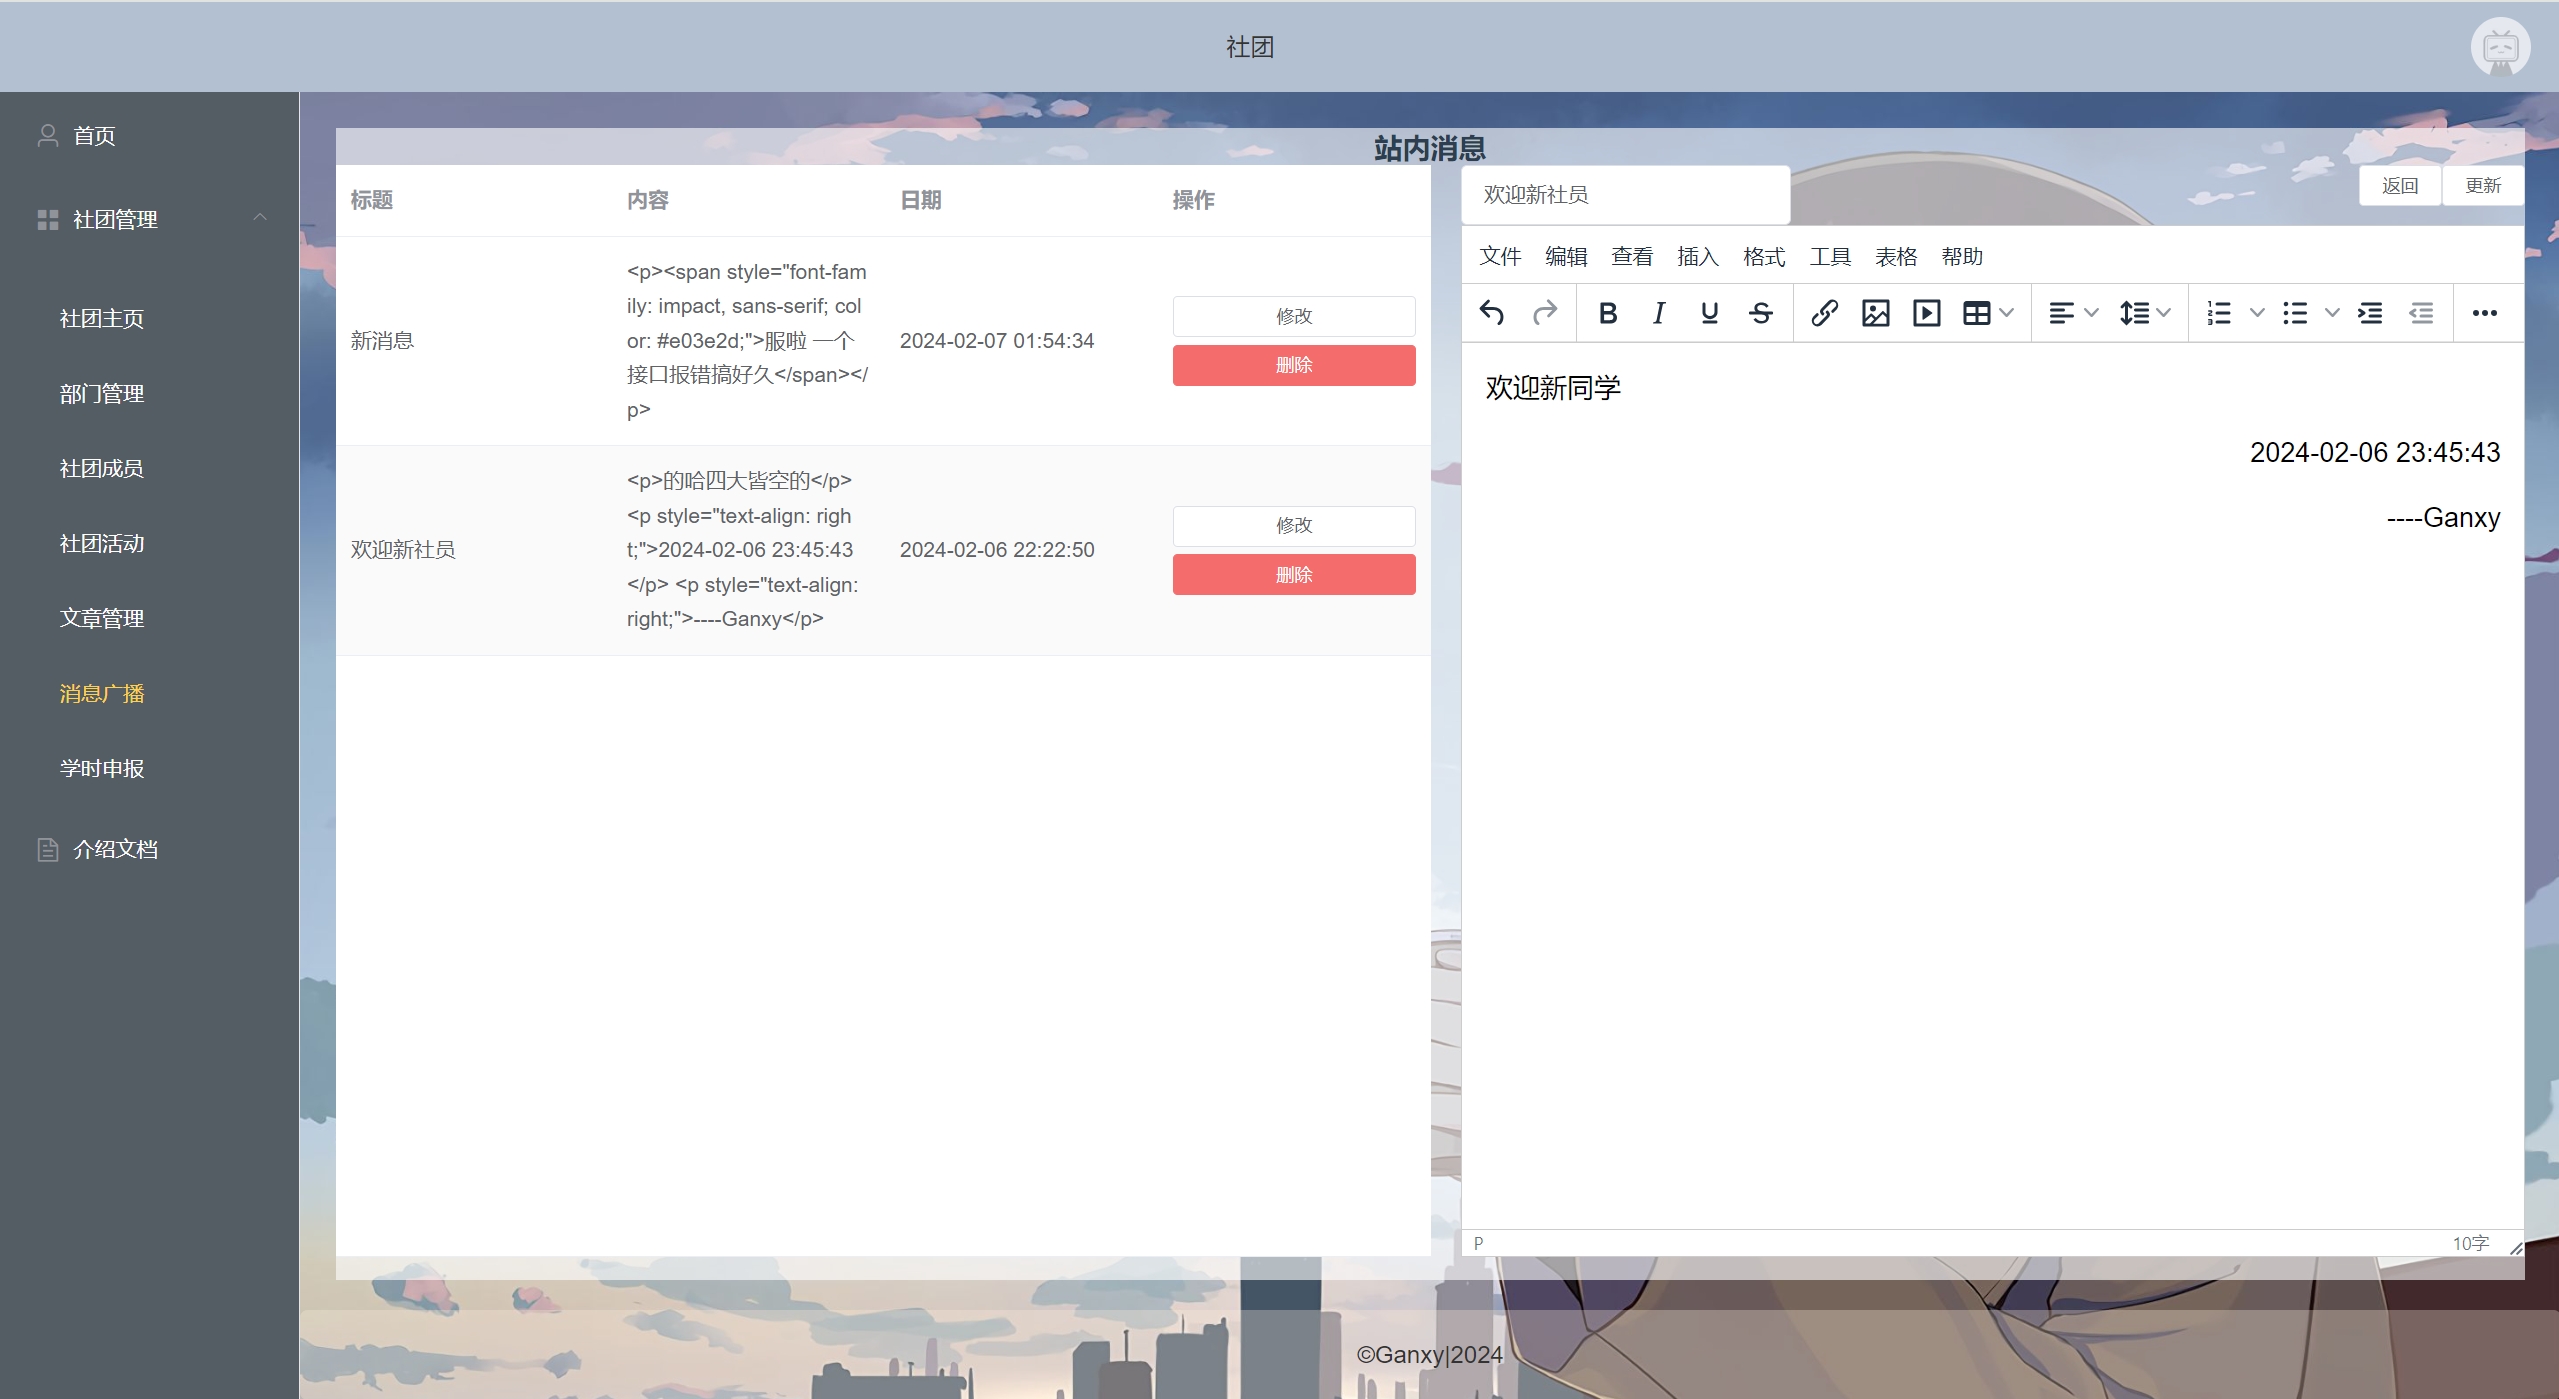 社团
首页
社团管理
社团主页
部门管理
社团成员
社团活动
文章管理
消息广播
学时申报
介绍文档
站内消息
标题 内容 日期 操作
新消息
<p><span style="font-fam
ily: impact, sans-serif; col
or: #e03e2d;">服啦 一个
接口报错搞好久</span></
p>
2024-02-07 01:54:34
修改
删除
欢迎新社员
<p>的哈四大皆空的</p>
<p style="text-align: righ
t;">2024-02-06 23:45:43
</p> <p style="text-align:
right;">----Ganxy</p>
2024-02-06 22:22:50
修改
删除
欢迎新社员
返回 更新
文件 编辑 查看 插入 格式 工具 表格 帮助
欢迎新同学
2024-02-06 23:45:43
----Ganxy
P 10字
©Ganxy|2024